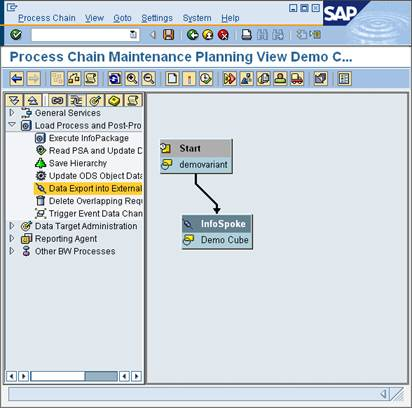 Process Chain View Goto Settings System Help
SAP
Process Chain Maintenance Planning View Demo C...
General Services
Load Process and Post-Pro
Execute InfoPackage
Read PSA and Update D
Save Hierarchy
Update ODS Object Data
Data Export into External
Delete Overlapping Requ
Trigger Event Data Chan
Data Target Administration
Reporting Agent
Other BW Processes
Start
demovariant
InfoSpoke
Demo Cube